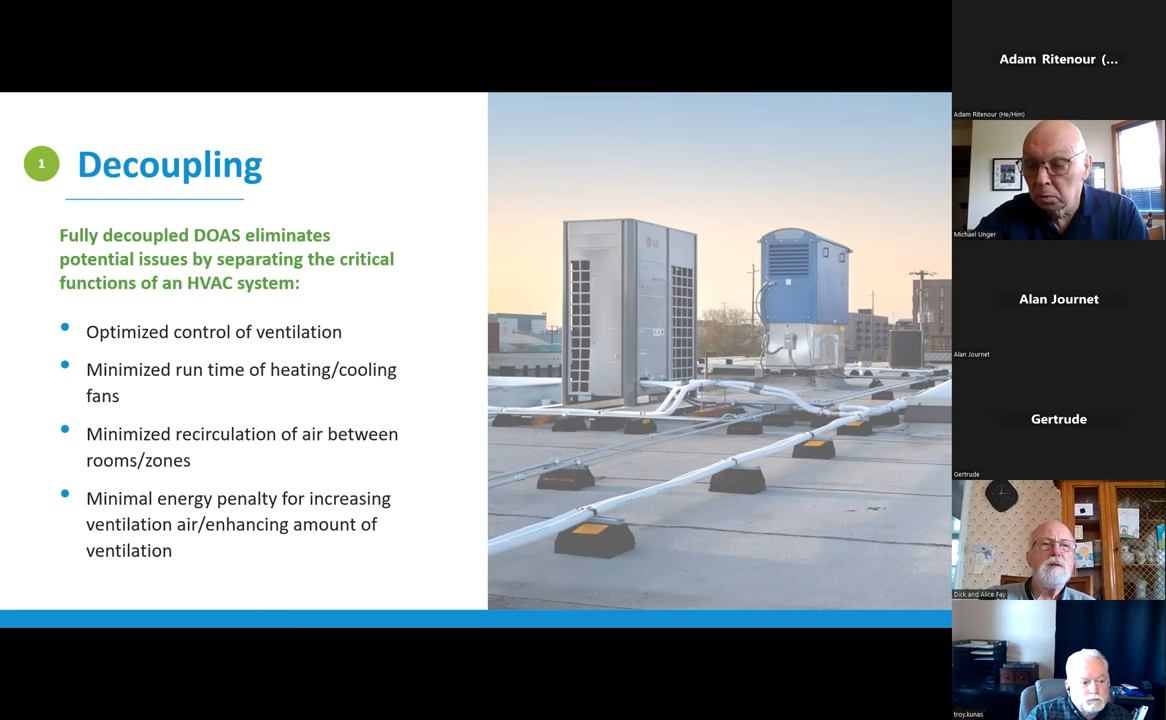 1
Decoupling
Fully decoupled DOAS eliminates
potential issues by separating the critical
functions of an HVAC system:
Optimized control of ventilation
Minimized run time of heating/cooling
fans
Minimized recirculation of air between
rooms/zones
Minimal energy penalty for increasing
ventilation air/enhancing amount of
ventilation
LG
Adam Ritenour (...
Adam Ritenour (He/Him)
Michael Unger
Alan Journet
Alan Journet
Gertrude
Gertrude
Dick and Alice Fay
troy.kunas